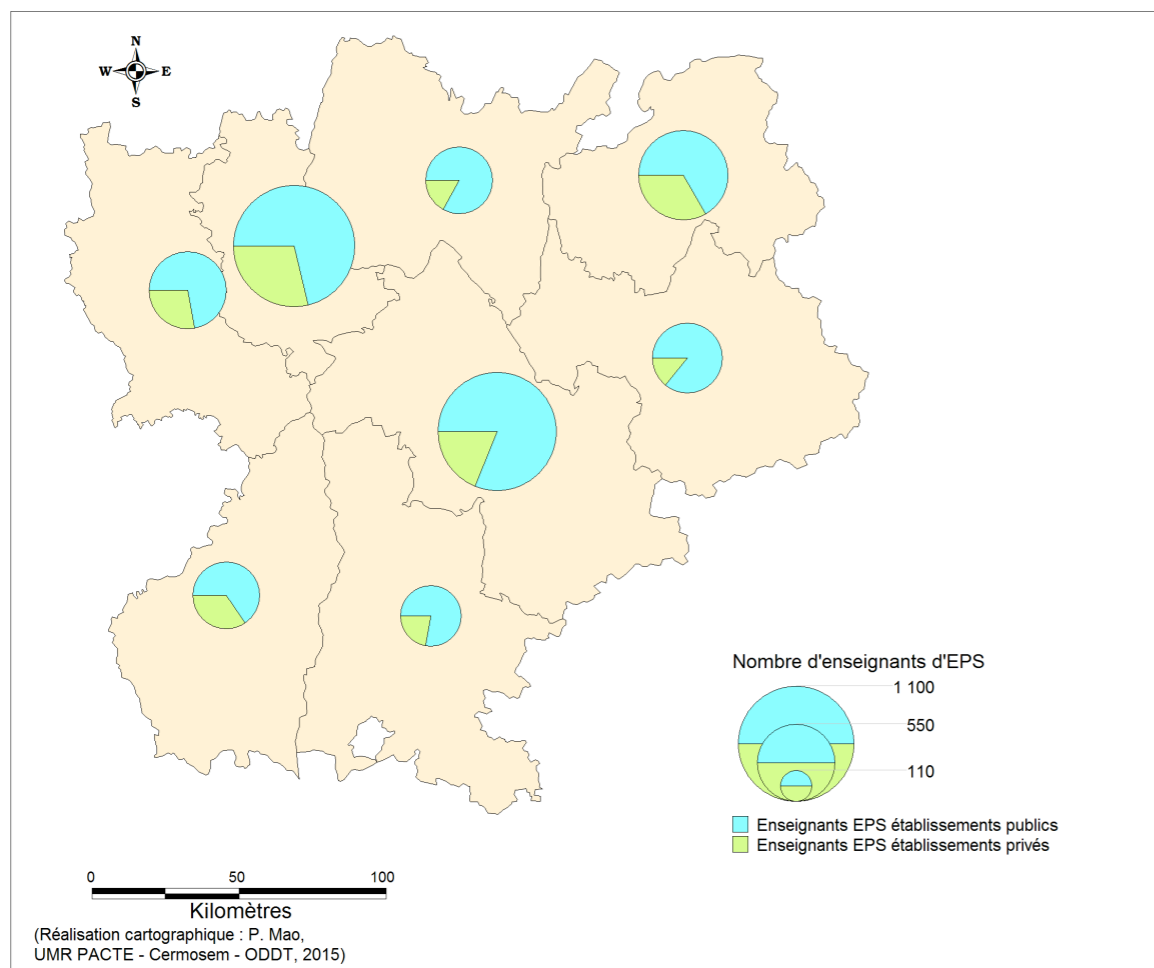 N
W E
S
Nombre d'enseignants d'EPS
1 100
550
110
Enseignants EPS établissements publics
Enseignants EPS établissements privés
0 50 100
Kilomètres
(Réalisation cartographique : P. Mao,
UMR PACTE - Cermosem - ODDT, 2015)